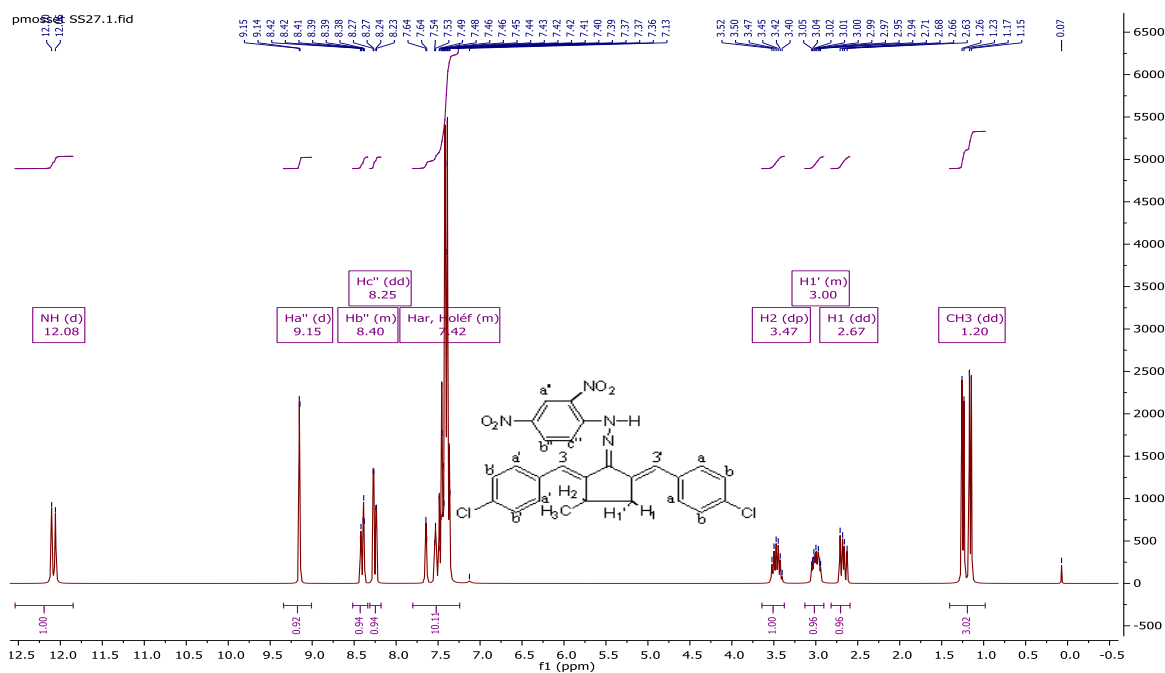 pmosset SS27.1.fid
12.10
12.06
9.15
9.14
8.42
8.42
8.41
8.39
8.39
8.38
8.27
8.27
8.24
8.23
7.64
7.64
7.54
7.53
7.49
7.48
7.46
7.46
7.45
7.44
7.43
7.42
7.42
7.41
7.40
7.39
7.37
7.37
7.36
7.13
3.52
3.50
3.47
3.45
3.42
3.40
3.05
3.04
3.02
3.01
3.00
2.99
2.97
2.95
2.94
2.71
2.68
2.66
2.63
1.26
1.23
1.17
1.15
0.07
6500
6000
5500
5000
4500
4000
3500
3000
2500
2000
1500
1000
500
0
-500
Hc" (dd)
8.25
H1' (m)
3.00
NH (d)
12.08
Ha" (d)
9.15
Hb" (m)
8.40
Har, Holéf (m)
7.42
H2 (dp)
3.47
H1 (dd)
2.67
CH3 (dd)
1.20
a"
NO2
O2N
N—H
b"
c''
N
a'
3
3'
a
b'
b
a'
H2
a
Cl
b'
H3C
H1'
H1
b
Cl
1.00
0.92
0.94
0.94
10.11
1.00
0.96
0.96
3.02
12.5 12.0 11.5 11.0 10.5 10.0 9.5 9.0 8.5 8.0 7.5 7.0 6.5 6.0 5.5 5.0 4.5 4.0 3.5 3.0 2.5 2.0 1.5 1.0 0.5 0.0 -0.5
f1 (ppm)